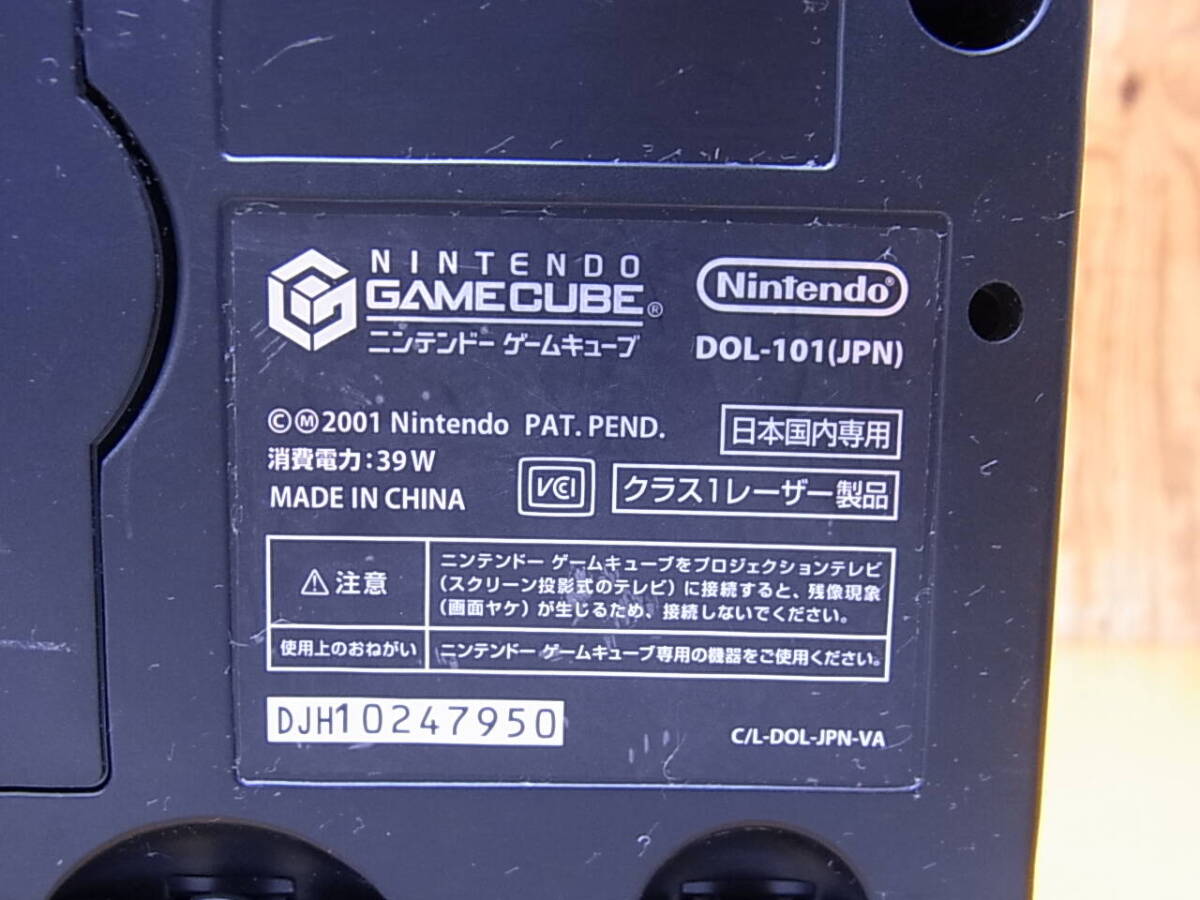 NINTENDO
GAMECUBE®
ニンテンドー ゲームキューブ
Nintendo®
DOL-101(JPN)
©Ⓜ2001 Nintendo PAT. PEND.
日本国内専用
消費電力:39W
MADE IN CHINA
VCI
クラス1レーザー製品
⚠注意
ニンテンドー ゲームキューブをプロジェクションテレビ
(スクリーン投影式のテレビ)に接続すると、残像現象
(画面ヤケ)が生じるため、接続しないでください。
使用上のおねがい
ニンテンドー ゲームキューブ専用の機器をご使用ください。
DJH10247950
C/L-DOL-JPN-VA